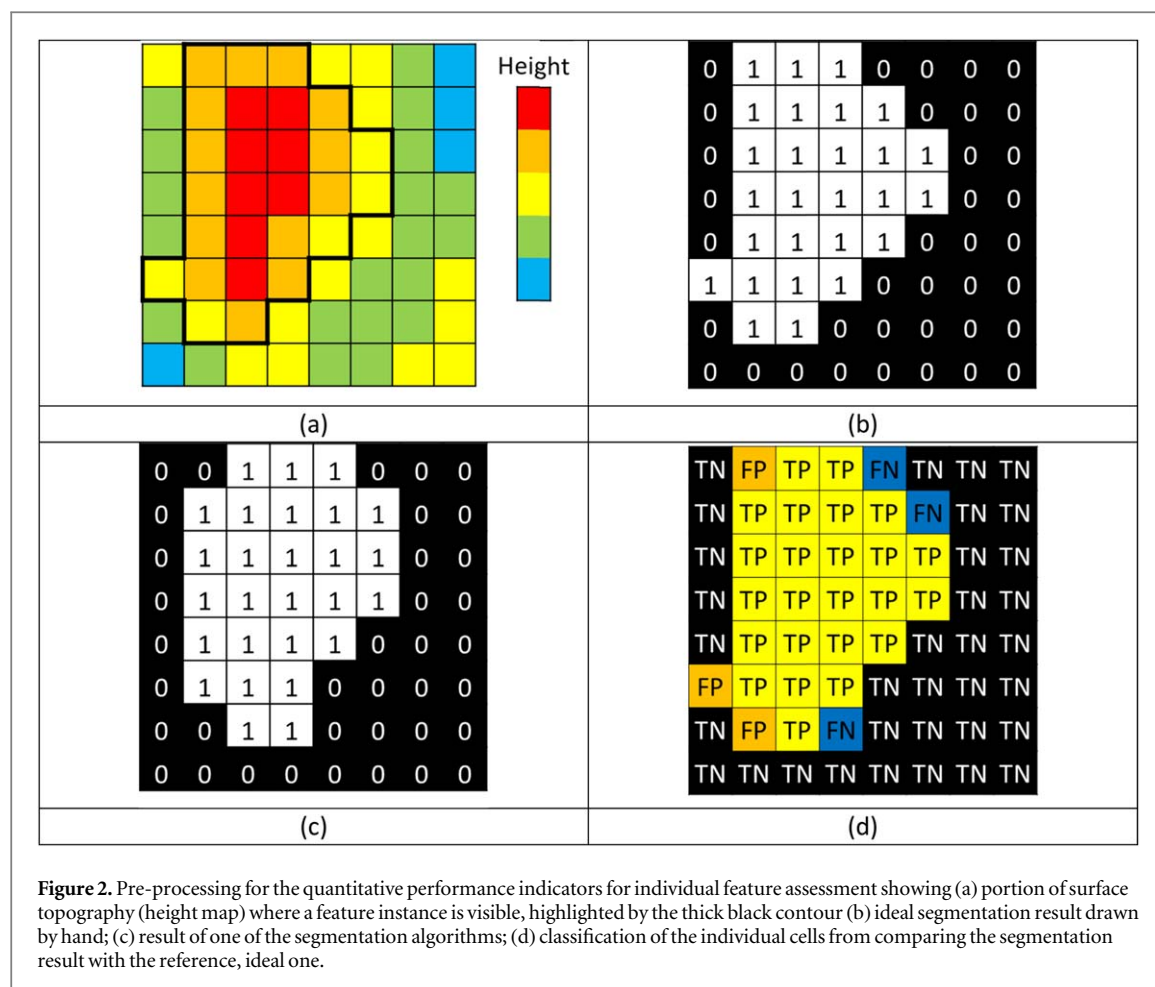 Height
0 1 1 1 0 0 0 0
0 1 1 1 1 0 0 0
0 1 1 1 1 1 0 0
0 1 1 1 1 1 0 0
0 1 1 1 1 0 0 0
1 1 1 1 0 0 0 0
0 1 1 0 0 0 0 0
0 0 0 0 0 0 0 0
(a)
(b)
0 0 1 1 1 0 0 0
0 1 1 1 1 1 0 0
0 1 1 1 1 1 0 0
0 1 1 1 1 1 0 0
0 1 1 1 1 0 0 0
0 1 1 1 0 0 0 0
0 0 1 1 0 0 0 0
0 0 0 0 0 0 0 0
TN FP TP TP FN TN TN TN
TN TP TP TP TP FN TN TN
TN TP TP TP TP TP TN TN
TN TP TP TP TP TP TN TN
TN TP TP TP TP TN TN TN
FP TP TP TP TN TN TN TN
TN FP TP FN TN TN TN TN
TN TN TN TN TN TN TN TN
(c)
(d)
Figure 2. Pre-processing for the quantitative performance indicators for individual feature assessment showing (a) portion of surface
topography (height map) where a feature instance is visible, highlighted by the thick black contour (b) ideal segmentation result drawn
by hand; (c) result of one of the segmentation algorithms; (d) classification of the individual cells from comparing the segmentation
result with the reference, ideal one.